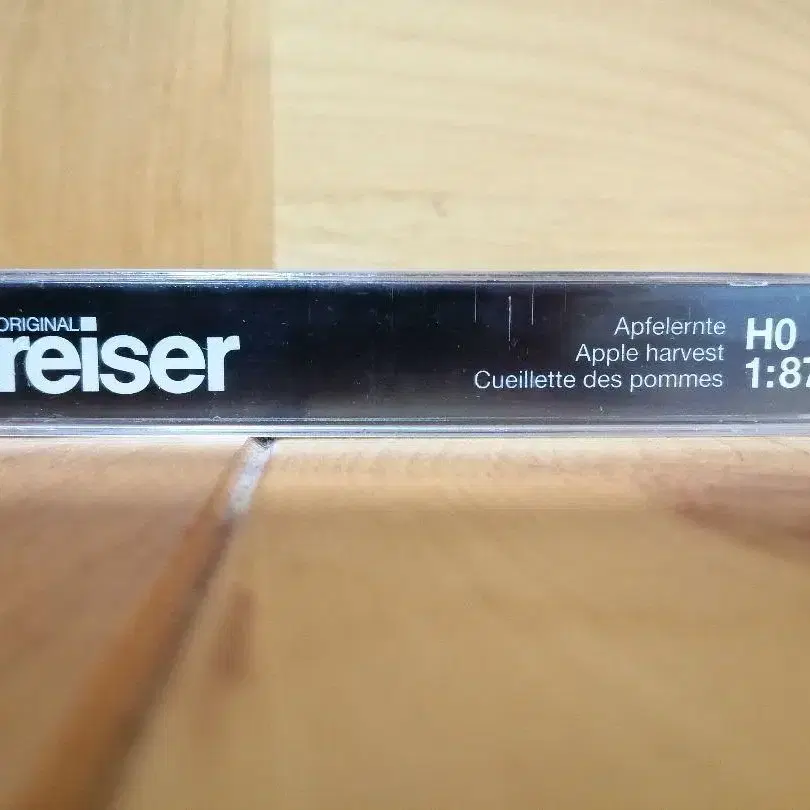 ORIGINAL
reiser
Apfelernte
Apple harvest
Cueillette des pommes
H0
1:87